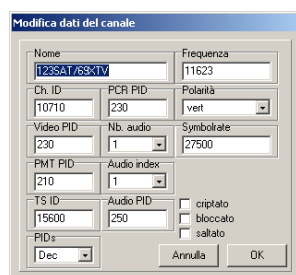 Modifica dati del canale
Nome Frequenza
123SAT/69XTV 11623
Ch. ID PCR PID Polarità
10710 230 vert
Video PID Nb. audio Symbolrate
230 1 27500
PMT PID Audio index
210 1
TS ID Audio PID
15600 250
criptato
bloccato
saltato
PIDs
Dec Annulla OK